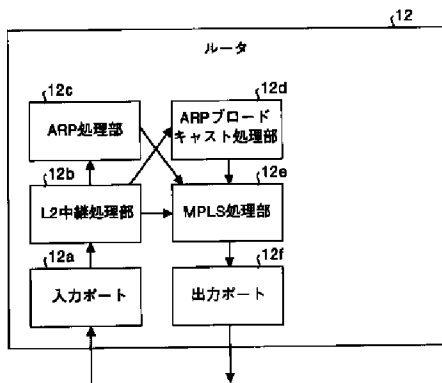 12
ルータ
12c
ARP処理部
12d
ARPブロード
キャスト処理部
12b
L2中継処理部
12e
MPLS処理部
12a
入力ポート
12f
出力ポート